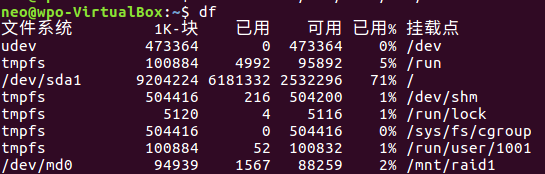 neo@wpo-VirtualBox:~$ df
文件系统 1K-块 已用 可用 已用% 挂载点
udev 473364 0 473364 0% /dev
tmpfs 100884 4992 95892 5% /run
/dev/sda1 9204224 6181332 2532296 71% /
tmpfs 504416 216 504200 1% /dev/shm
tmpfs 5120 4 5116 1% /run/lock
tmpfs 504416 0 504416 0% /sys/fs/cgroup
tmpfs 100884 52 100832 1% /run/user/1001
/dev/md0 94939 1567 88259 2% /mnt/raid1